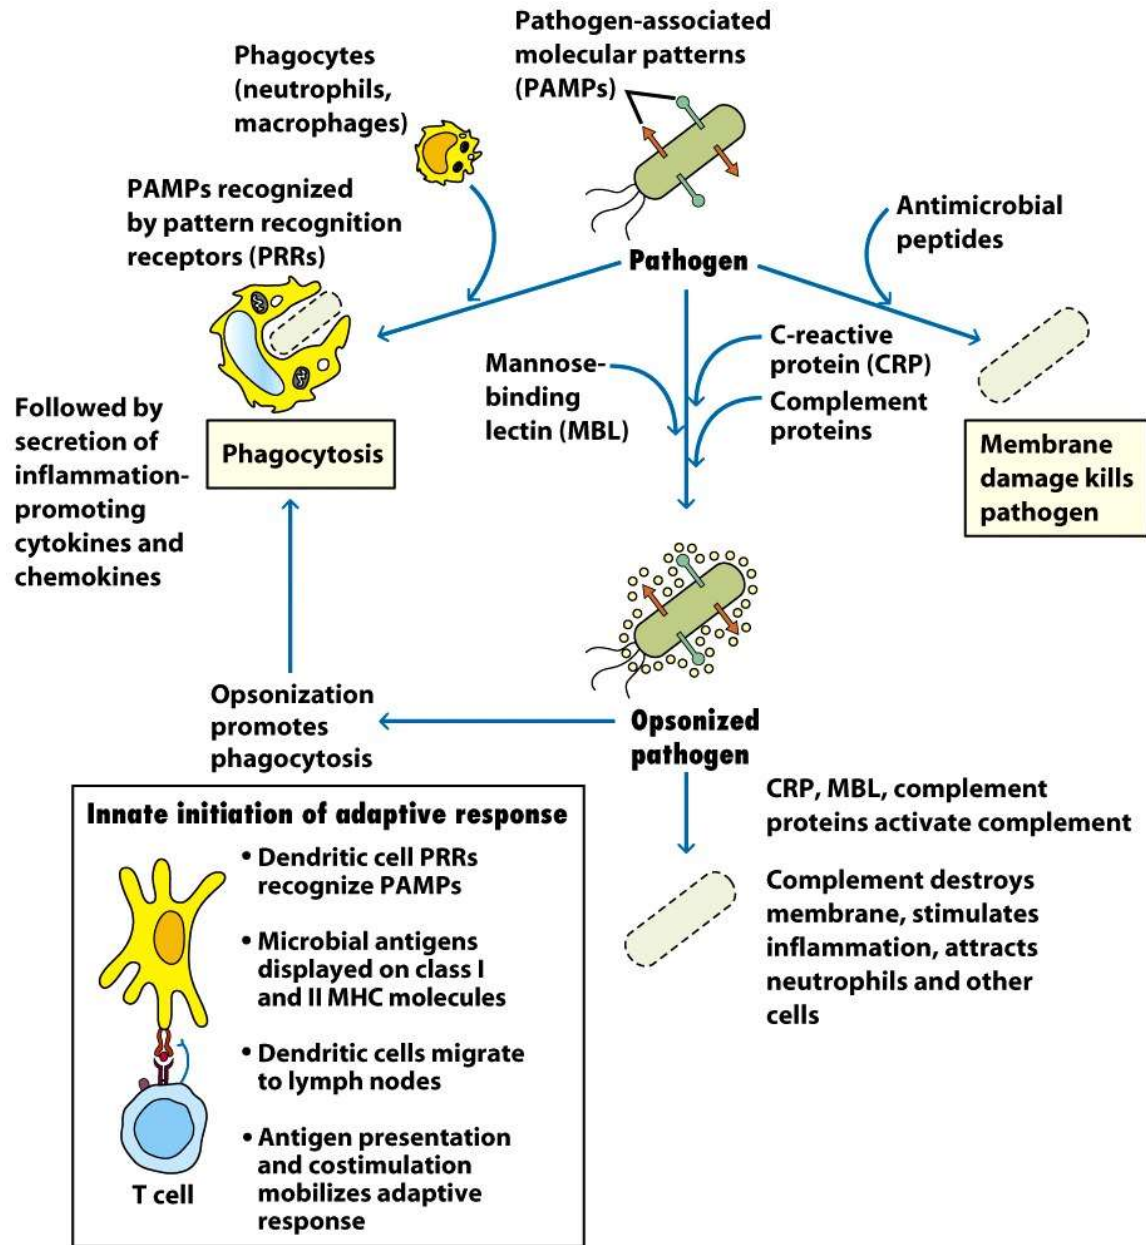 Pathogen-associated
molecular patterns
(PAMPs)
Phagocytes
(neutrophils,
macrophages)
PAMPs recognized
by pattern recognition
receptors (PRRs)
Antimicrobial
peptides
Pathogen
Mannose-
binding
lectin (MBL)
C-reactive
protein (CRP)
Complement
proteins
Followed by
secretion of
inflammation-
promoting
cytokines and
chemokines
Phagocytosis
Membrane
damage kills
pathogen
Opsonization
promotes
phagocytosis
Opsonized
pathogen
CRP, MBL, complement
proteins activate complement
Complement destroys
membrane, stimulates
inflammation, attracts
neutrophils and other
cells
Innate initiation of adaptive response
• Dendritic cell PRRs
recognize PAMPs
• Microbial antigens
displayed on class I
and II MHC molecules
• Dendritic cells migrate
to lymph nodes
• Antigen presentation
and costimulation
mobilizes adaptive
response
T cell